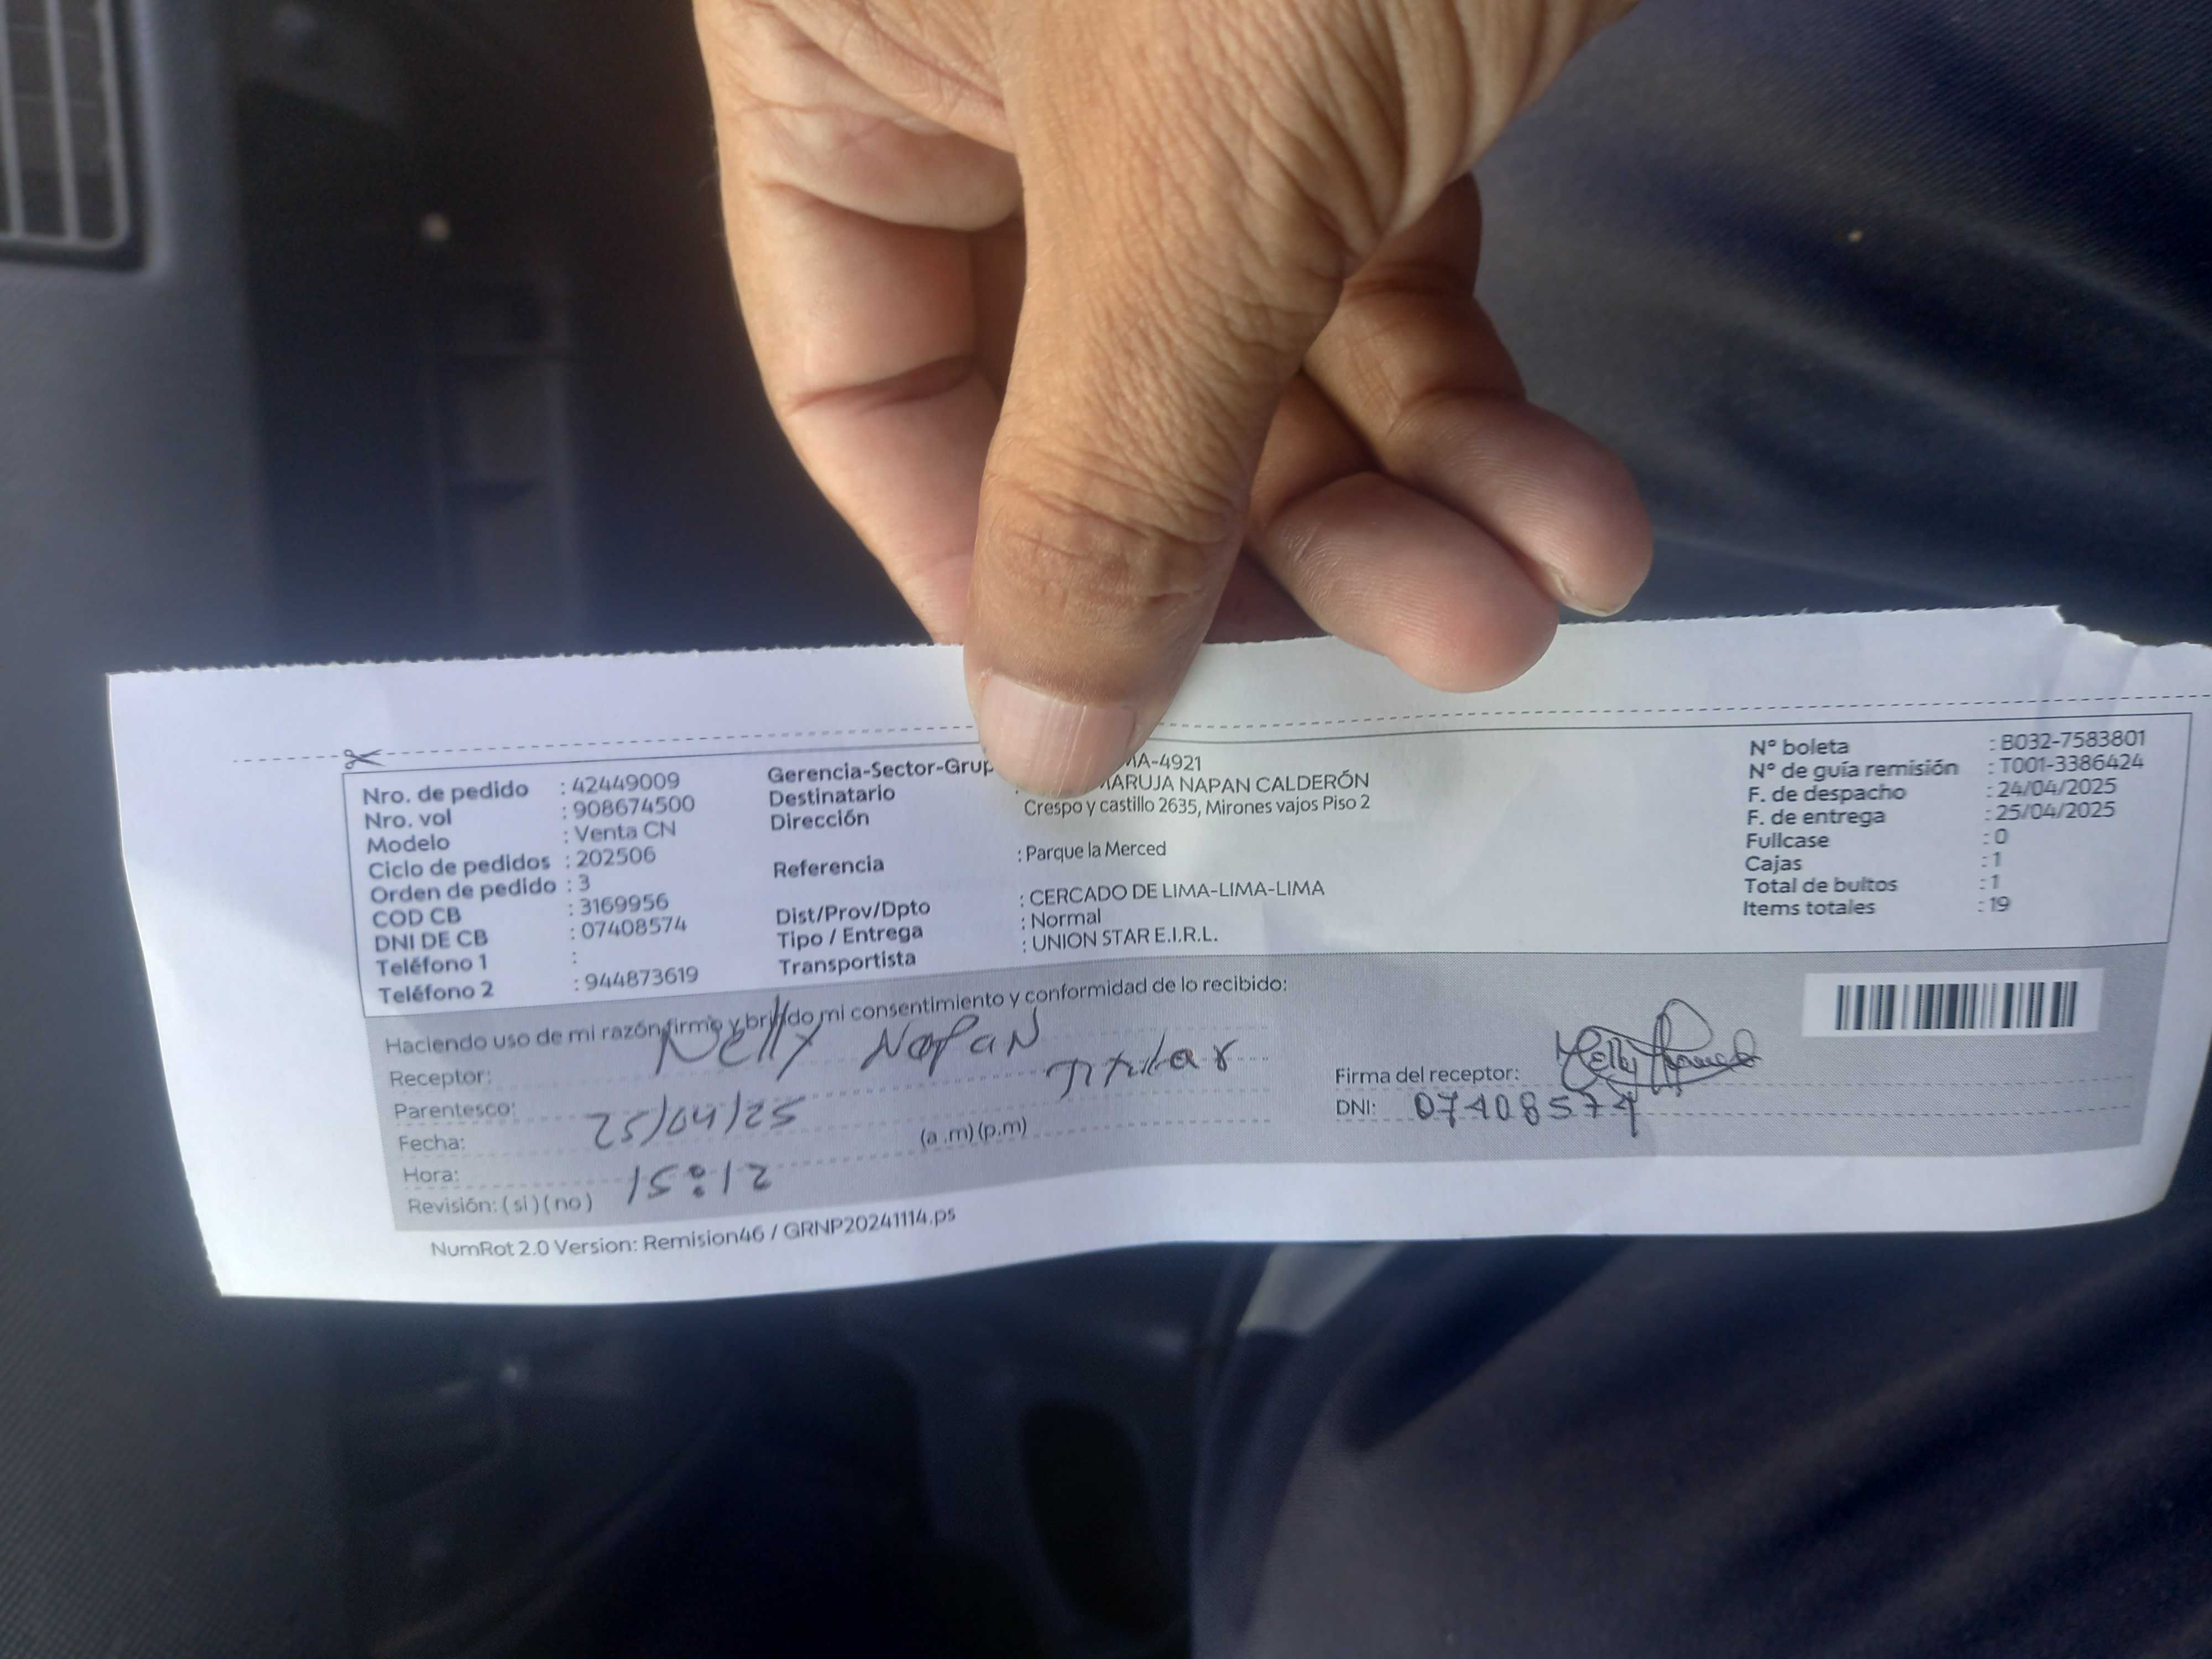 Nro. de pedido : 42449009
Nro. vol : 908674500
Modelo : Venta CN
Ciclo de pedidos : 202506
Orden de pedido : 3
COD CB : 3169956
DNI DE CB : 07408574
Teléfono 1 :
Teléfono 2 : 944873619
Gerencia-Sector-Grup MA-4921
Destinatario : MARUJA NAPAN CALDERÓN
Dirección Crespo y castillo 2635, Mirones vajos Piso 2
Referencia : Parque la Merced
Dist/Prov/Dpto : CERCADO DE LIMA-LIMA-LIMA
Tipo / Entrega : Normal
Transportista : UNION STAR E.I.R.L.
N° boleta : B032-7583801
N° de guía remisión : T001-3386424
F. de despacho : 24/04/2025
F. de entrega : 25/04/2025
Fullcase : 0
Cajas : 1
Total de bultos : 1
Items totales : 19
Haciendo uso de mi razón firmo y brindo mi consentimiento y conformidad de lo recibido:
Receptor: Nelly Napan
Parentesco: Titular
Fecha: 25/04/25
Hora: 15:12 (a .m) (p.m)
Revisión: ( si ) ( no )
Firma del receptor: Nelly
DNI: 07408574
NumRot 2.0 Version: Remision46 / GRNP20241114.ps